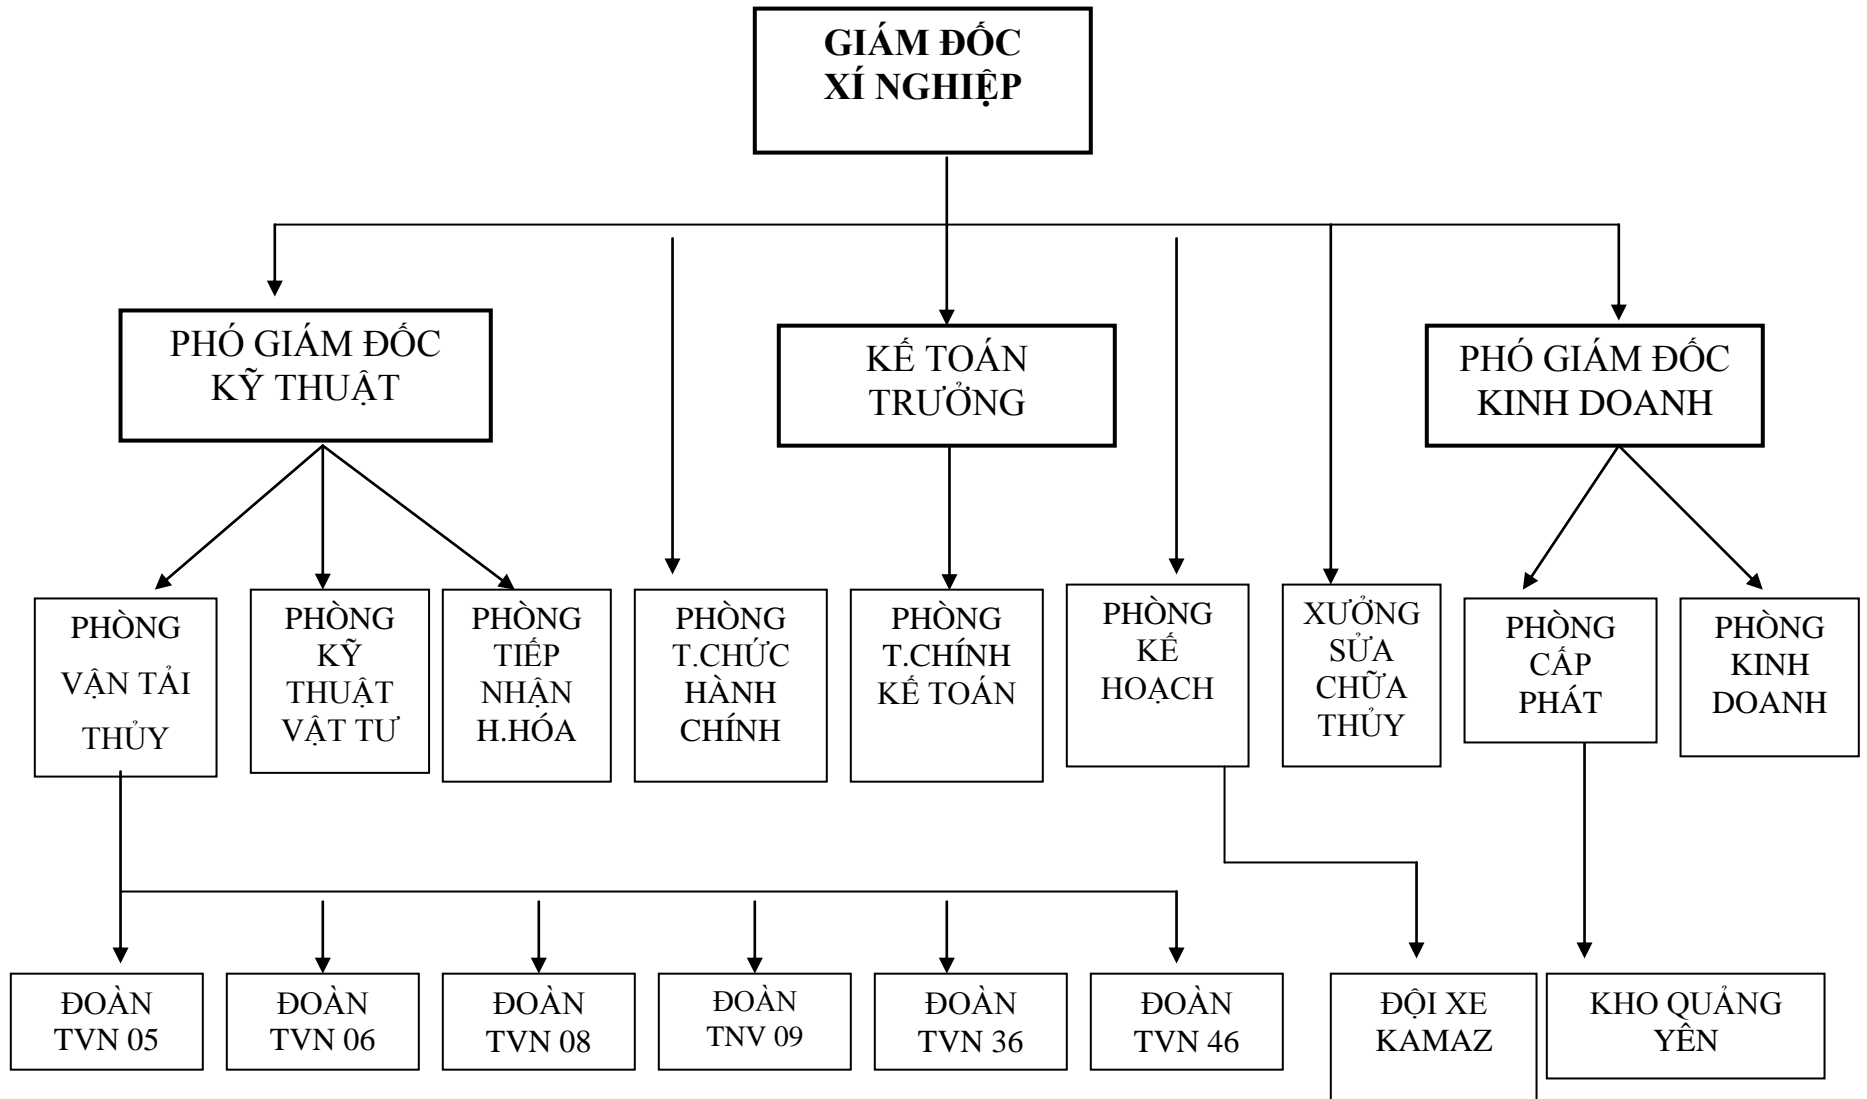 GIÁM ĐỐC
XÍ NGHIỆP
PHÓ GIÁM ĐỐC
KỸ THUẬT
KẾ TOÁN
TRƯỞNG
PHÓ GIÁM ĐỐC
KINH DOANH
PHÒNG
VẬN TẢI
THỦY
PHÒNG
KỸ
THUẬT
VẬT TƯ
PHÒNG
TIẾP
NHẬN
H.HÓA
PHÒNG
T.CHỨC
HÀNH
CHÍNH
PHÒNG
T.CHÍNH
KẾ TOÁN
PHÒNG
KẾ
HOẠCH
XƯỞNG
SỬA
CHỮA
THỦY
PHÒNG
CẤP
PHÁT
PHÒNG
KINH
DOANH
ĐOÀN
TVN 05
ĐOÀN
TVN 06
ĐOÀN
TVN 08
ĐOÀN
TNV 09
ĐOÀN
TVN 36
ĐOÀN
TVN 46
ĐỘI XE
KAMAZ
KHO QUẢNG
YÊN